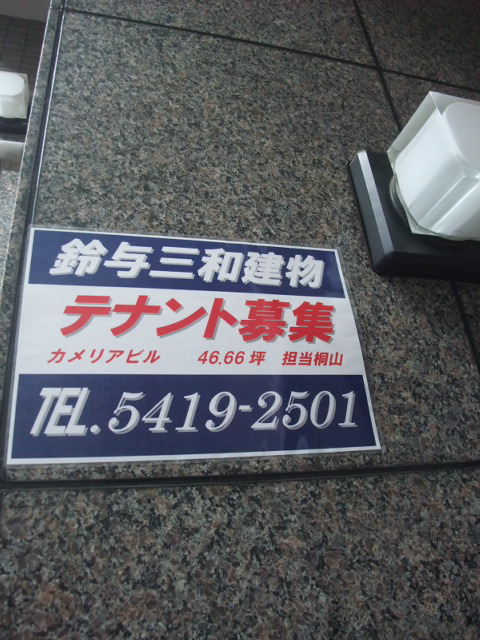 鈴与三和建物
テナント募集
カメリアビル 46.66坪 担当桐山
TEL.5419-2501